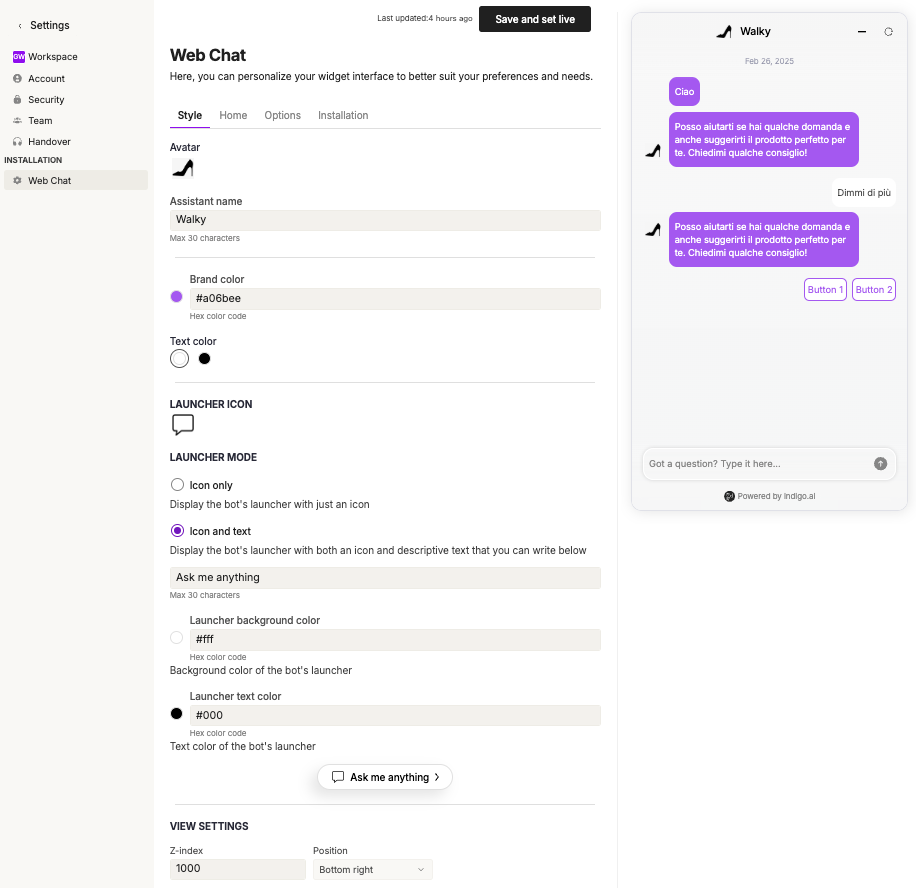 Settings
GW Workspace
Account
Security
Team
Handover
INSTALLATION
Web Chat
Last updated:4 hours ago
Save and set live
Web Chat
Here, you can personalize your widget interface to better suit your preferences and needs.
Style
Home
Options
Installation
Avatar
Assistant name
Walky
Max 30 characters
Brand color
#a06bee
Hex color code
Text color
LAUNCHER ICON
LAUNCHER MODE
Icon only
Display the bot's launcher with just an icon
Icon and text
Display the bot's launcher with both an icon and descriptive text that you can write below
Ask me anything
Max 30 characters
Launcher background color
#fff
Hex color code
Background color of the bot's launcher
Launcher text color
#000
Hex color code
Text color of the bot's launcher
Ask me anything
VIEW SETTINGS
Z-index
Position
1000
Bottom right
Walky
Feb 26, 2025
Ciao
Posso aiutarti se hai qualche domanda e
anche suggerirti il prodotto perfetto per
te. Chiedimi qualche consiglio!
Dimmi di più
Posso aiutarti se hai qualche domanda e
anche suggerirti il prodotto perfetto per
te. Chiedimi qualche consiglio!
Button 1
Button 2
Got a question? Type it here...
Powered by indigo.ai